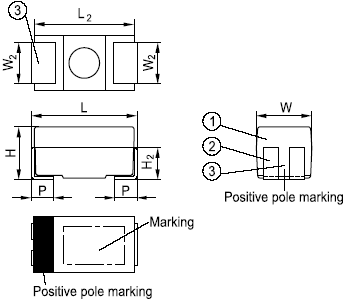 3
L2
W2
W2
L
W
H
H2
P
P
1
2
3
Positive pole marking
Marking
Positive pole marking